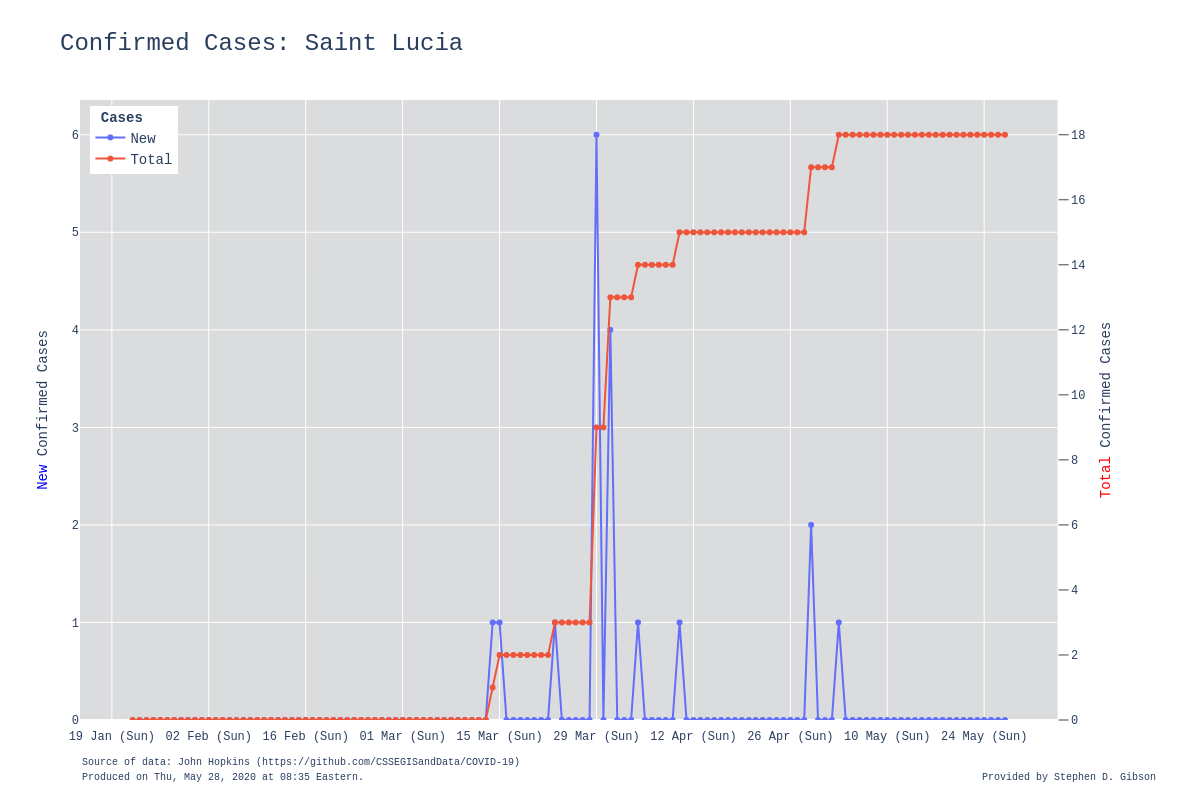 Confirmed Cases: Saint Lucia
Cases
New
Total
6
5
4
3
2
1
0
New Confirmed Cases
18
16
14
12
10
8
6
4
2
0
Total Confirmed Cases
19 Jan (Sun) 02 Feb (Sun) 16 Feb (Sun) 01 Mar (Sun) 15 Mar (Sun) 29 Mar (Sun) 12 Apr (Sun) 26 Apr (Sun) 10 May (Sun) 24 May (Sun)
Source of data: John Hopkins (https://github.com/CSSEGISandData/COVID-19)
Produced on Thu, May 28, 2020 at 08:35 Eastern.
Provided by Stephen D. Gibson